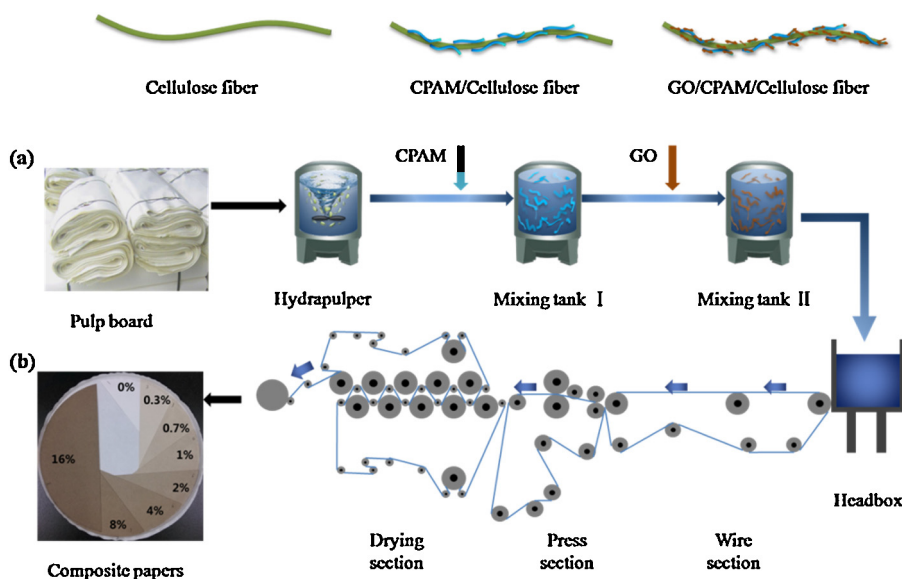 Cellulose fiber
CPAM/Cellulose fiber
GO/CPAM/Cellulose fiber
(a)
CPAM
GO
Pulp board
Hydrapulper
Mixing tank Ⅰ
Mixing tank Ⅱ
(b)
0%
0.3%
0.7%
1%
2%
4%
8%
16%
Composite papers
Drying
section
Press
section
Wire
section
Headbox